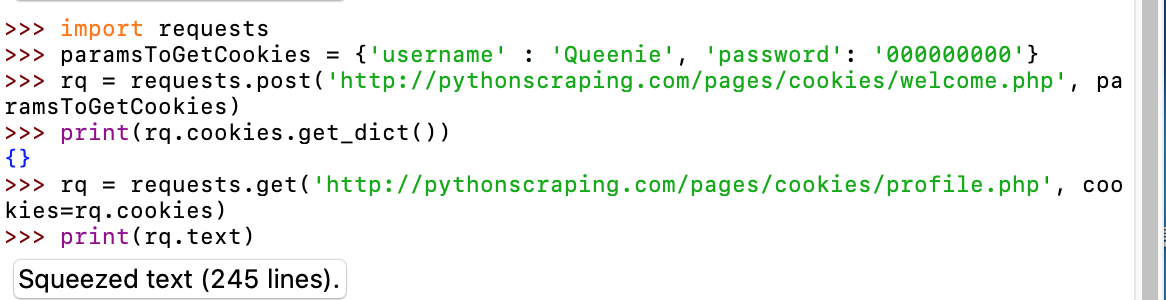 >>> import requests
>>> paramsToGetCookies = {'username' : 'Queenie', 'password': '000000000'}
>>> rq = requests.post('http://pythonscraping.com/pages/cookies/welcome.php', pa
ramsToGetCookies)
>>> print(rq.cookies.get_dict())
{}
>>> rq = requests.get('http://pythonscraping.com/pages/cookies/profile.php', coo
kies=rq.cookies)
>>> print(rq.text)
Squeezed text (245 lines).